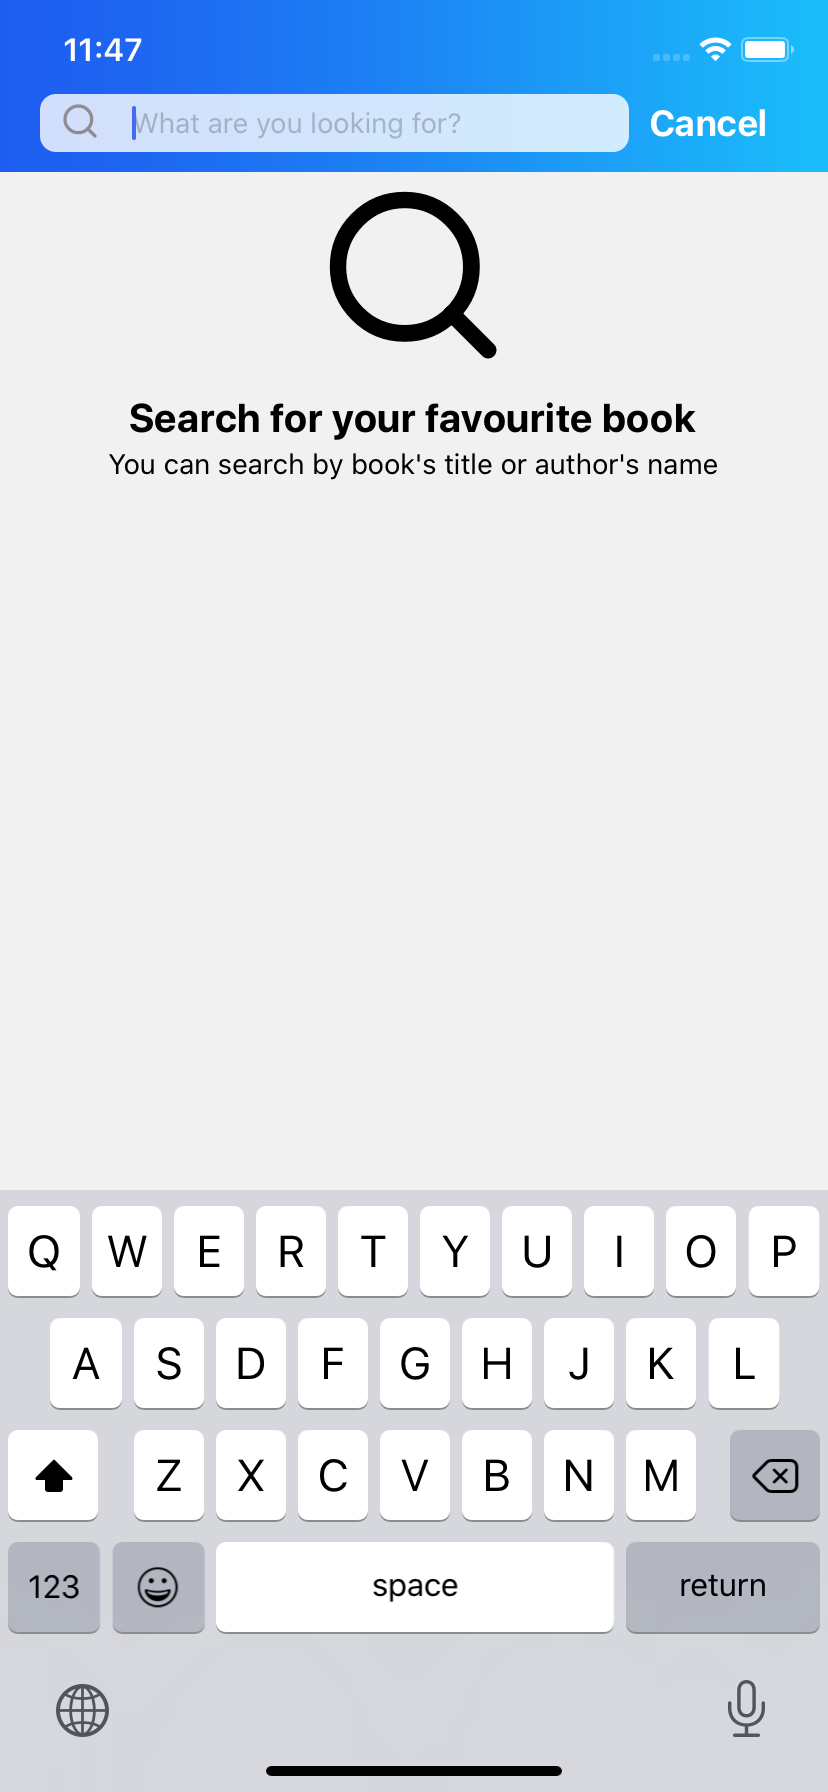 11:47
What are you looking for?
Cancel
Search for your favourite book
You can search by book's title or author's name
Q W E R T Y U I O P
A S D F G H J K L
Z X C V B N M
123 space return